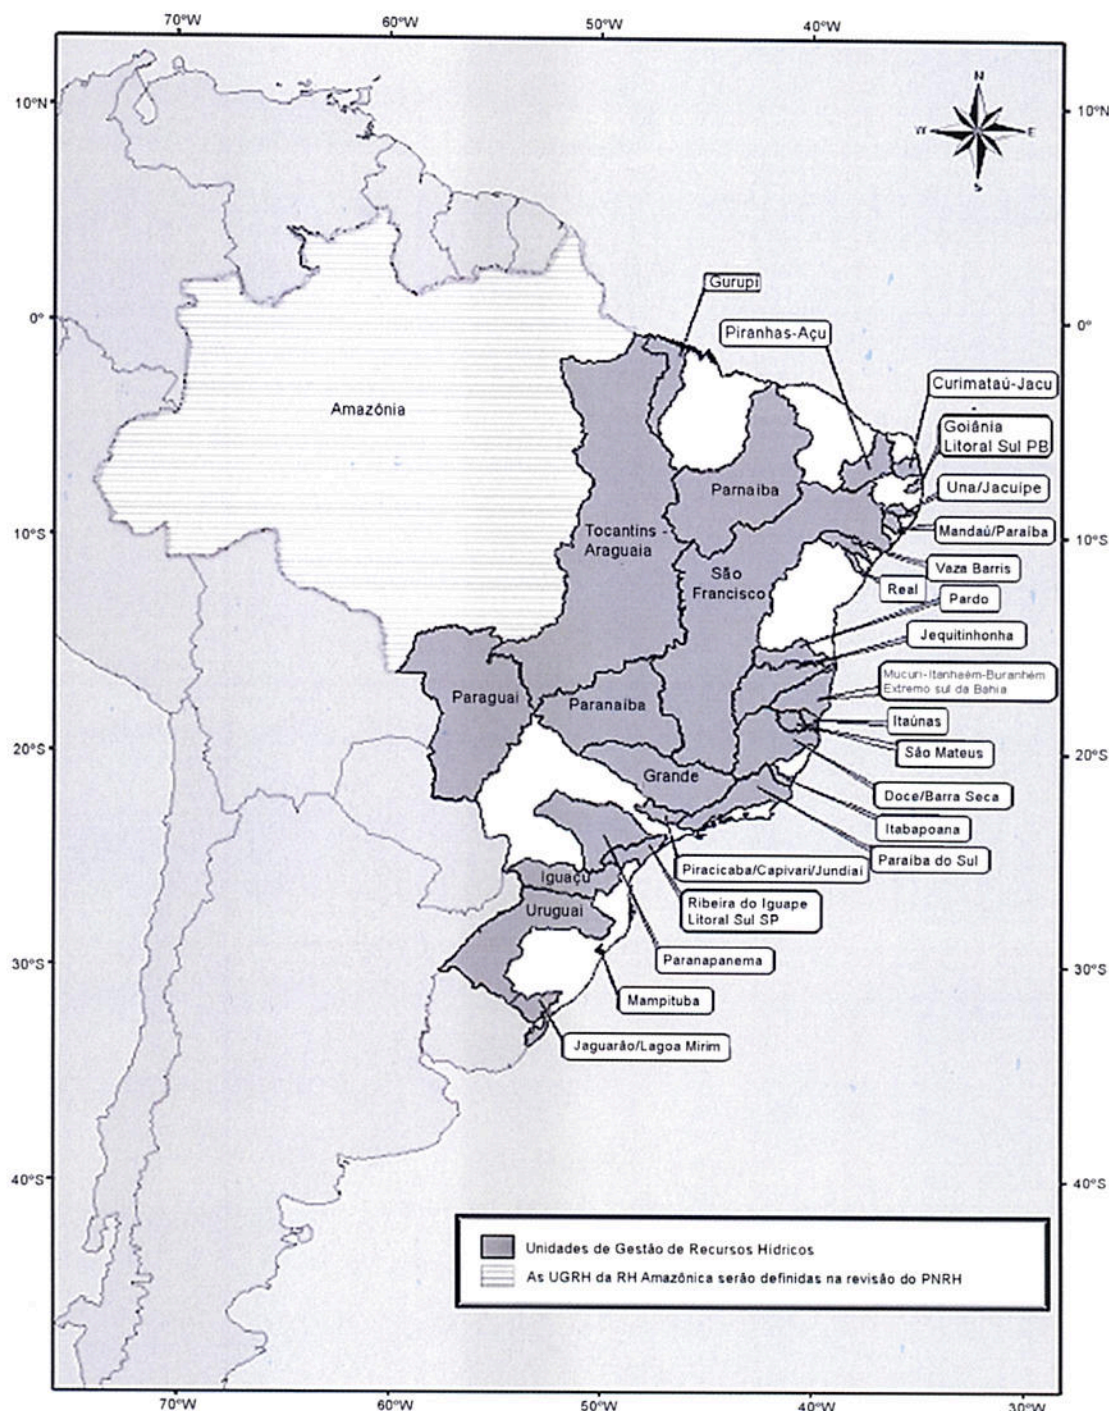 70°W 60°W 50°W 40°W
N
W E
S
10°N 10°N
Gurupi
0° 0°
Piranhas-Açu
Curimataú-Jacu
Amazônia
Goiânia
Litoral Sul PB
Parnaíba
Una/Jacuípe
Tocantins -
Araguaia
Mandaú/Paraíba
10°S 10°S
Vaza Barris
São
Francisco
Real
Pardo
Jequitinhonha
Mucuri-Itanhaém-Buranhém
Extremo sul da Bahia
Paraguai
Paranaíba
Itaúnas
São Mateus
20°S 20°S
Grande
Doce/Barra Seca
Itabapoana
Paraíba do Sul
Piracicaba/Capivari/Jundiaí
Iguaçu
Ribeira do Iguape
Litoral Sul SP
Uruguai
Paranapanema
30°S 30°S
Mampituba
Jaguarão/Lagoa Mirim
40°S 40°S
Unidades de Gestão de Recursos Hídricos
As UGRH da RH Amazônica serão definidas na revisão do PNRH
70°W 60°W 50°W 40°W 30°W